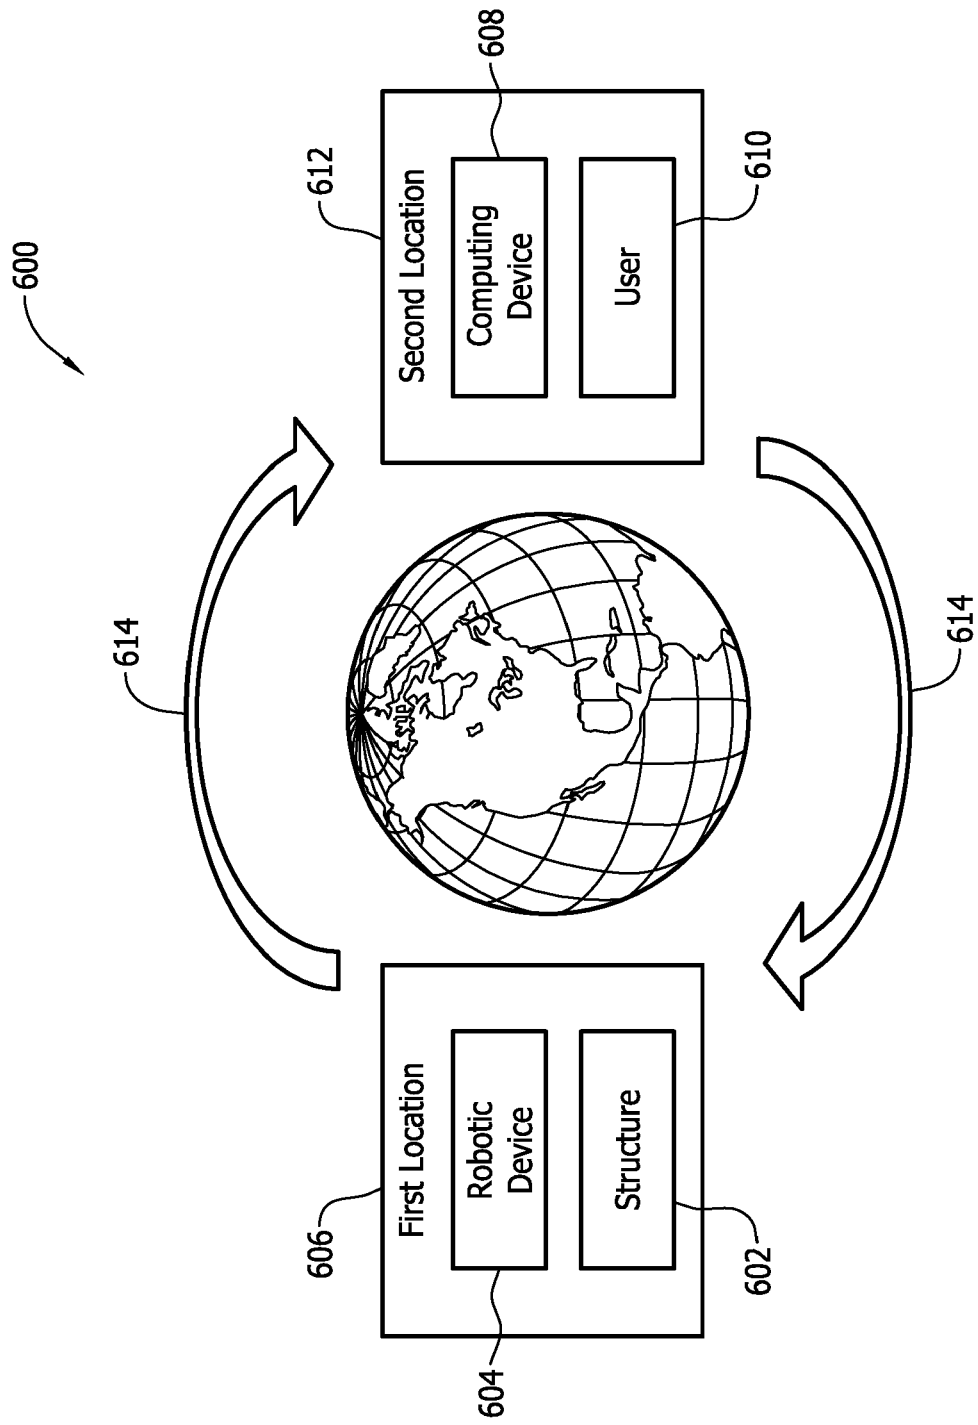 600
614
606
First Location
Robotic
Device
604
Structure
602
612
Second Location
Computing
Device
608
User
610
614